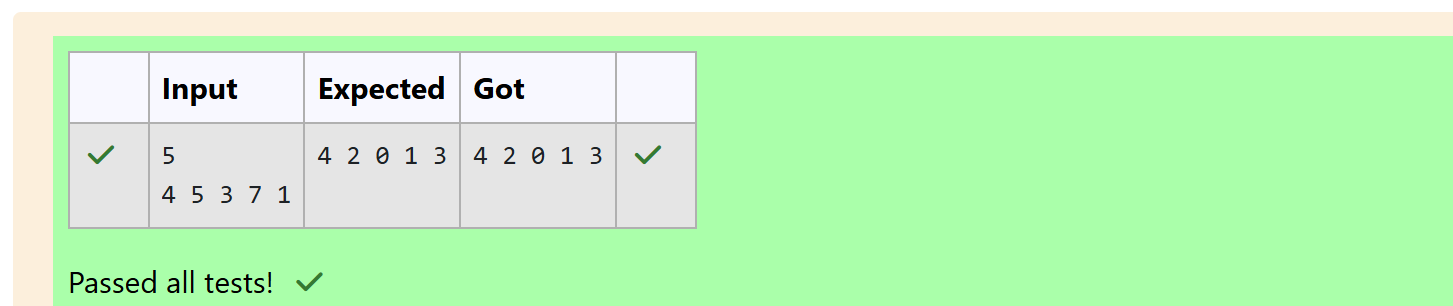 Input Expected Got
5 4 2 0 1 3 4 2 0 1 3
4 5 3 7 1
Passed all tests!